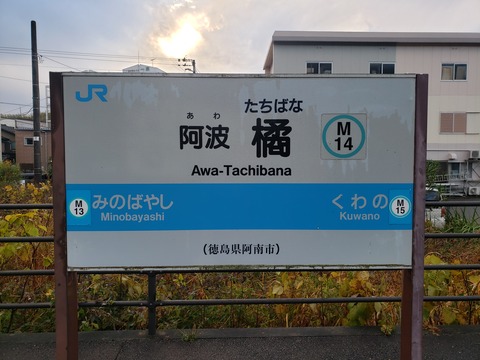 JR
あわ たちばな
阿波 橘
M
14
Awa-Tachibana
M
13
みのばやし
Minobayashi
くわの
Kuwano
M
15
(徳島県阿南市)